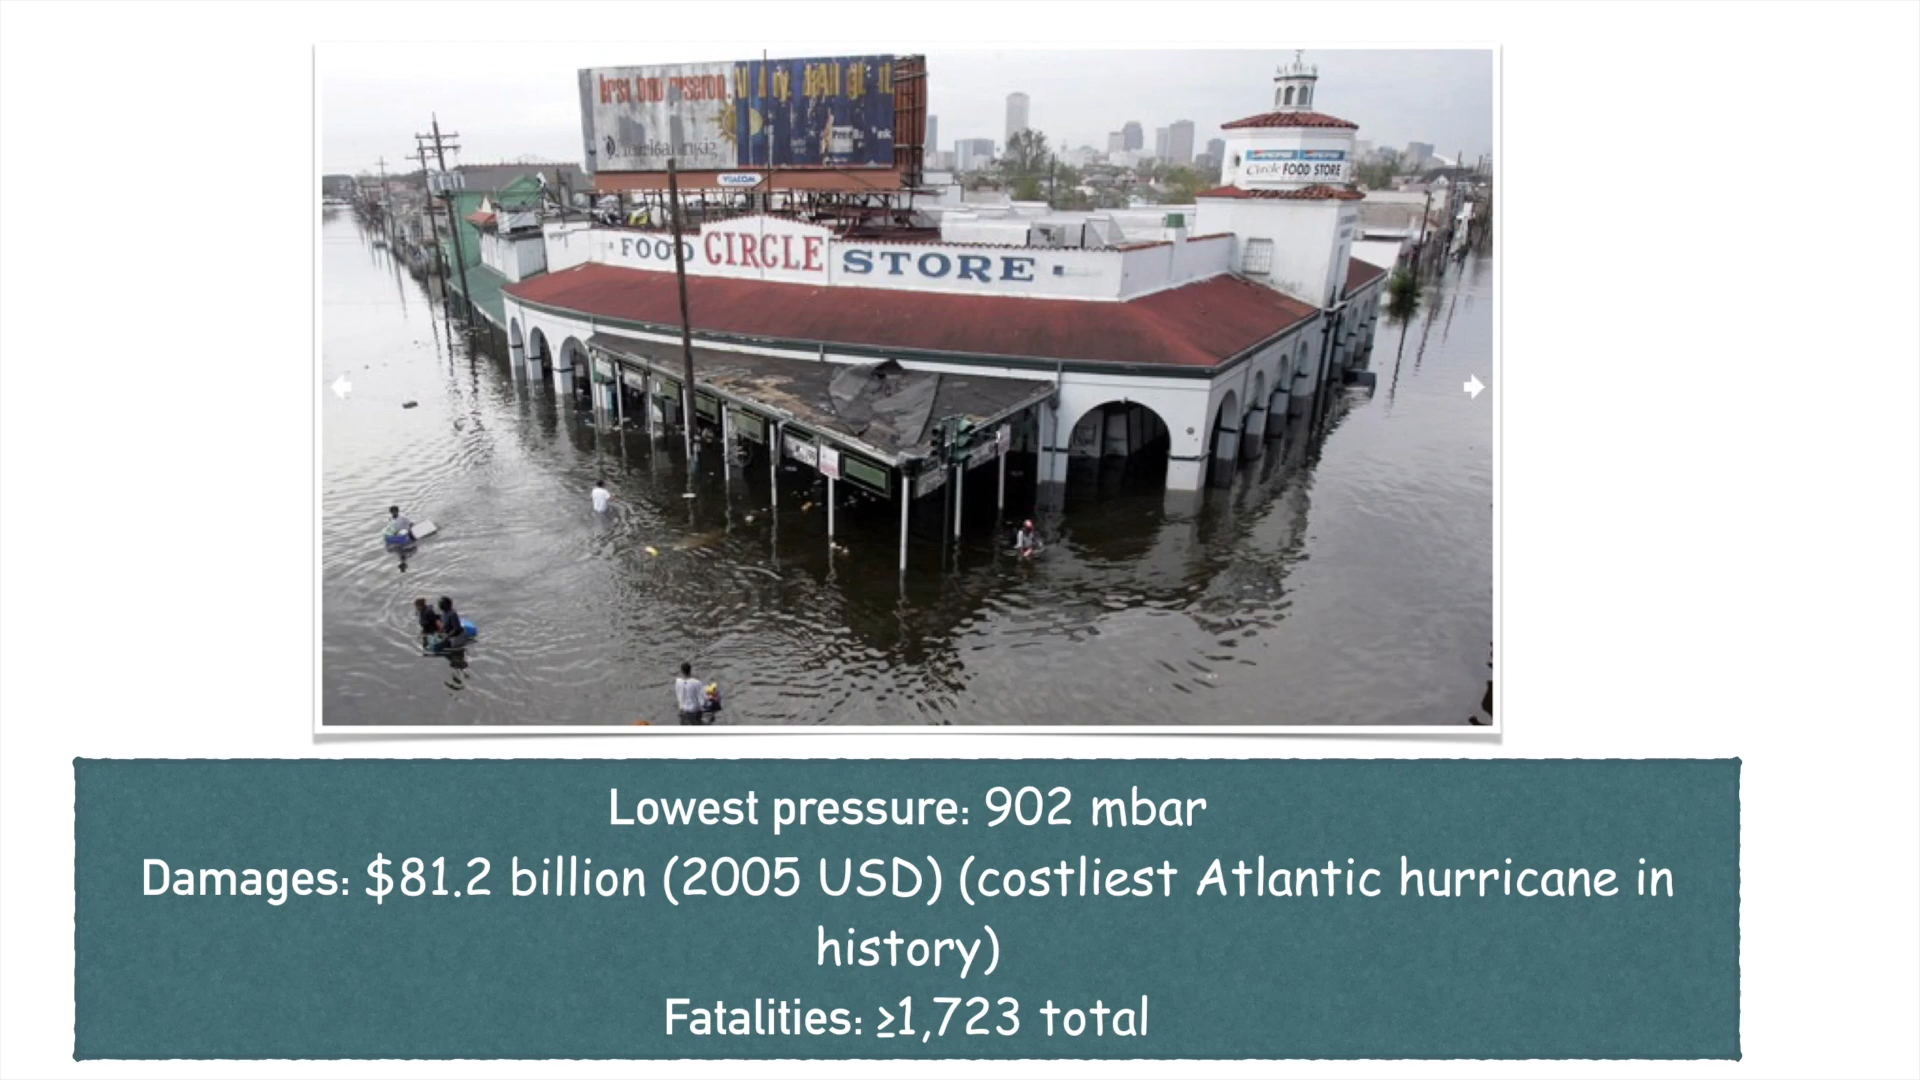 VIACOM
Circle FOOD STORE
FOOD CIRCLE STORE
Lowest pressure: 902 mbar
Damages: $81.2 billion (2005 USD) (costliest Atlantic hurricane in
history)
Fatalities: ≥1,723 total